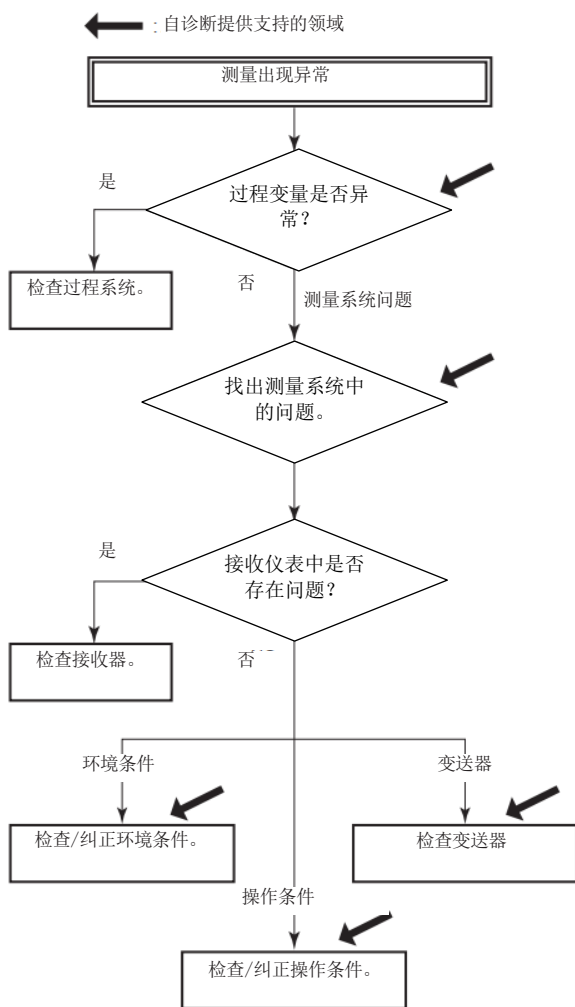 : 自诊断提供支持的领域
测量出现异常
是
过程变量是否异
常？
检查过程系统。
否
测量系统问题
找出测量系统中
的问题。
是
接收仪表中是否
存在问题？
检查接收器。
否
环境条件
变送器
检查/纠正环境条件。
检查变送器
操作条件
检查/纠正操作条件。